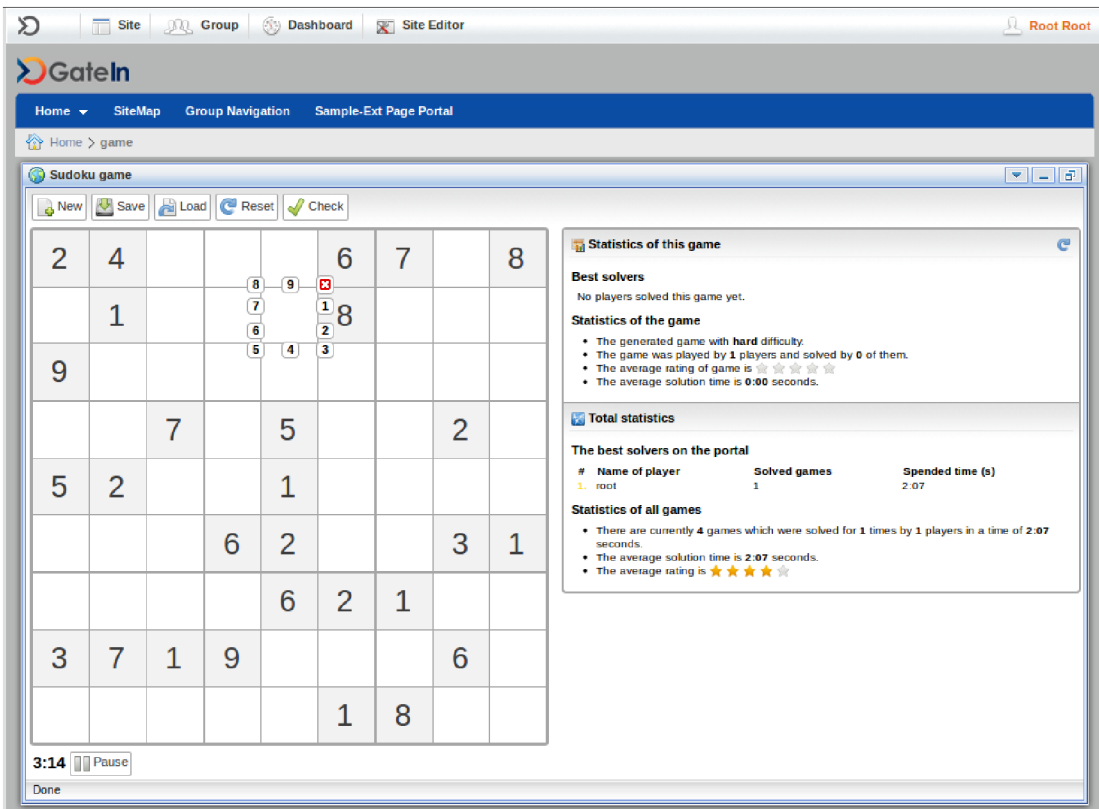 Site Group Dashboard Site Editor Root Root
GateIn
Home SiteMap Group Navigation Sample-Ext Page Portal
Home > game
Sudoku game
New Save Load Reset Check
2 4 6 7 8
8 9
7 1
1 8
6 2
5 4 3
9
7 5 2
5 2 1
6 2 3 1
6 2 1
3 7 1 9 6
1 8
3:14 Pause
Done
Statistics of this game
Best solvers
No players solved this game yet.
Statistics of the game
• The generated game with hard difficulty.
• The game was played by 1 players and solved by 0 of them.
• The average rating of game is
• The average solution time is 0:00 seconds.
Total statistics
The best solvers on the portal
# Name of player Solved games Spended time (s)
1. root 1 2:07
Statistics of all games
• There are currently 4 games which were solved for 1 times by 1 players in a time of 2:07
seconds.
• The average solution time is 2:07 seconds.
• The average rating is